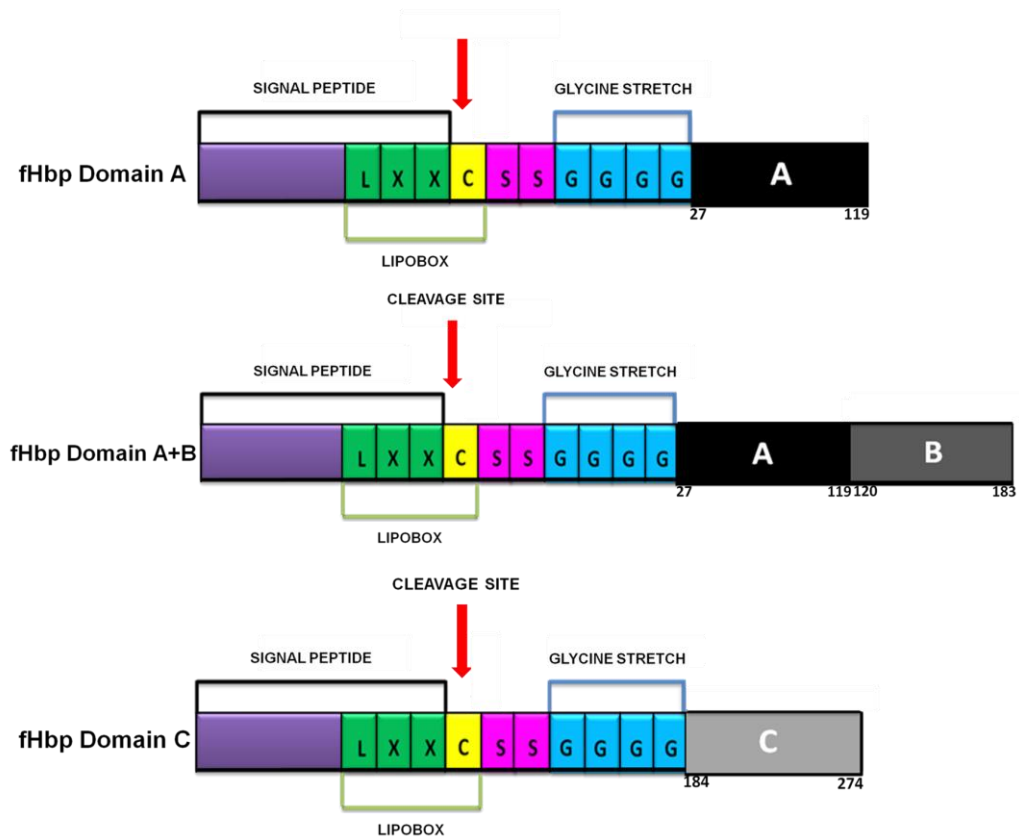 SIGNAL PEPTIDE
GLYCINE STRETCH
fHbp Domain A
L X X C S S G G G G A
27 119
LIPOBOX
CLEAVAGE SITE
SIGNAL PEPTIDE
GLYCINE STRETCH
fHbp Domain A+B
L X X C S S G G G G A B
27 119 120 183
LIPOBOX
CLEAVAGE SITE
SIGNAL PEPTIDE
GLYCINE STRETCH
fHbp Domain C
L X X C S S G G G G C
184 274
LIPOBOX